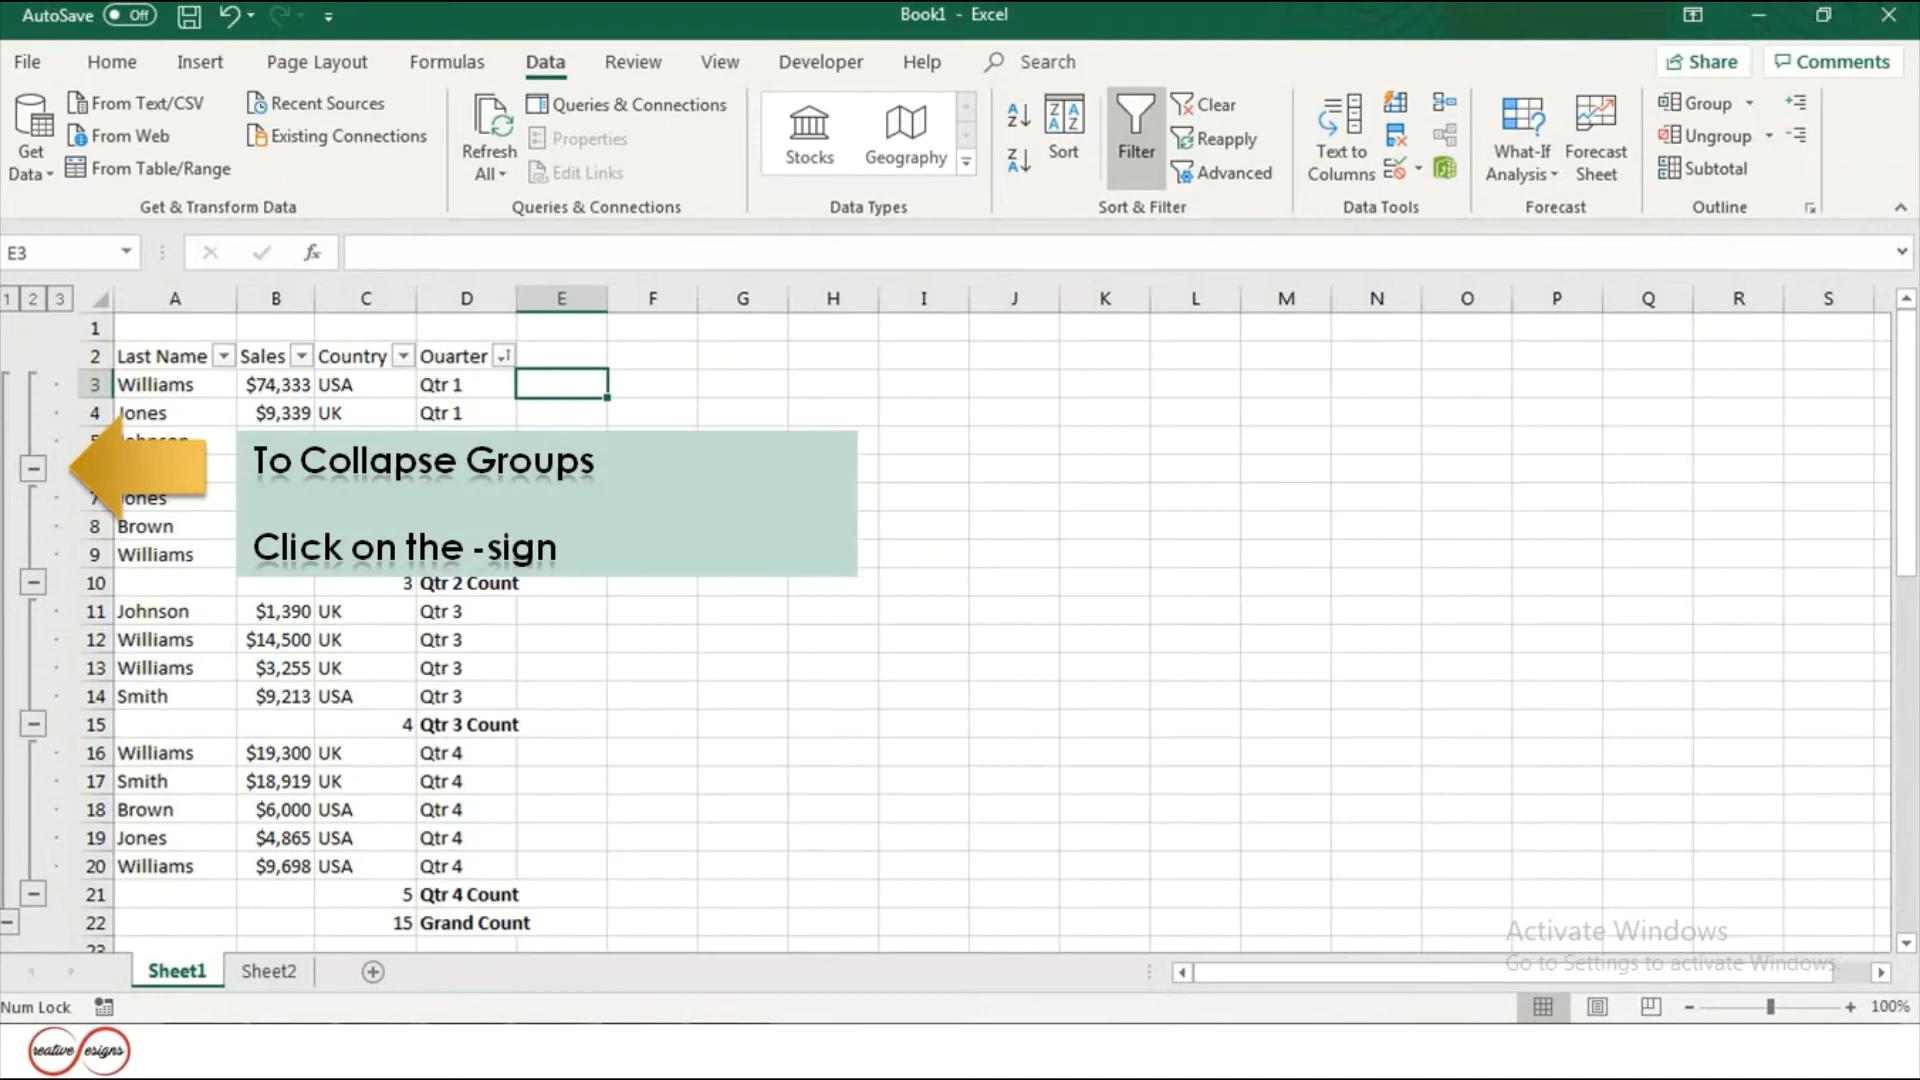 AutoSave Off Book1 - Excel
File Home Insert Page Layout Formulas Data Review View Developer Help Search Share Comments
Get Data
From Text/CSV
From Web
From Table/Range
Recent Sources
Existing Connections
Get & Transform Data
Refresh All
Queries & Connections
Properties
Edit Links
Queries & Connections
Stocks Geography
Data Types
Sort
Filter
Clear
Reapply
Advanced
Sort & Filter
Text to Columns
Data Tools
What-If Analysis
Forecast Sheet
Forecast
Group
Ungroup
Subtotal
Outline
E3 fx
1 2 3 A B C D E F G H I J K L M N O P Q R S
1
2 Last Name Sales Country Quarter
3 Williams $74,333 USA Qtr 1
4 Jones $9,339 UK Qtr 1
To Collapse Groups
Click on the -sign
7 Jones
8 Brown
9 Williams
10 3 Qtr 2 Count
11 Johnson $1,390 UK Qtr 3
12 Williams $14,500 UK Qtr 3
13 Williams $3,255 UK Qtr 3
14 Smith $9,213 USA Qtr 3
15 4 Qtr 3 Count
16 Williams $19,300 UK Qtr 4
17 Smith $18,919 UK Qtr 4
18 Brown $6,000 USA Qtr 4
19 Jones $4,865 USA Qtr 4
20 Williams $9,698 USA Qtr 4
21 5 Qtr 4 Count
22 15 Grand Count
23
Activate Windows
Go to Settings to activate Windows.
Sheet1 Sheet2
Num Lock 100%
reative esigns